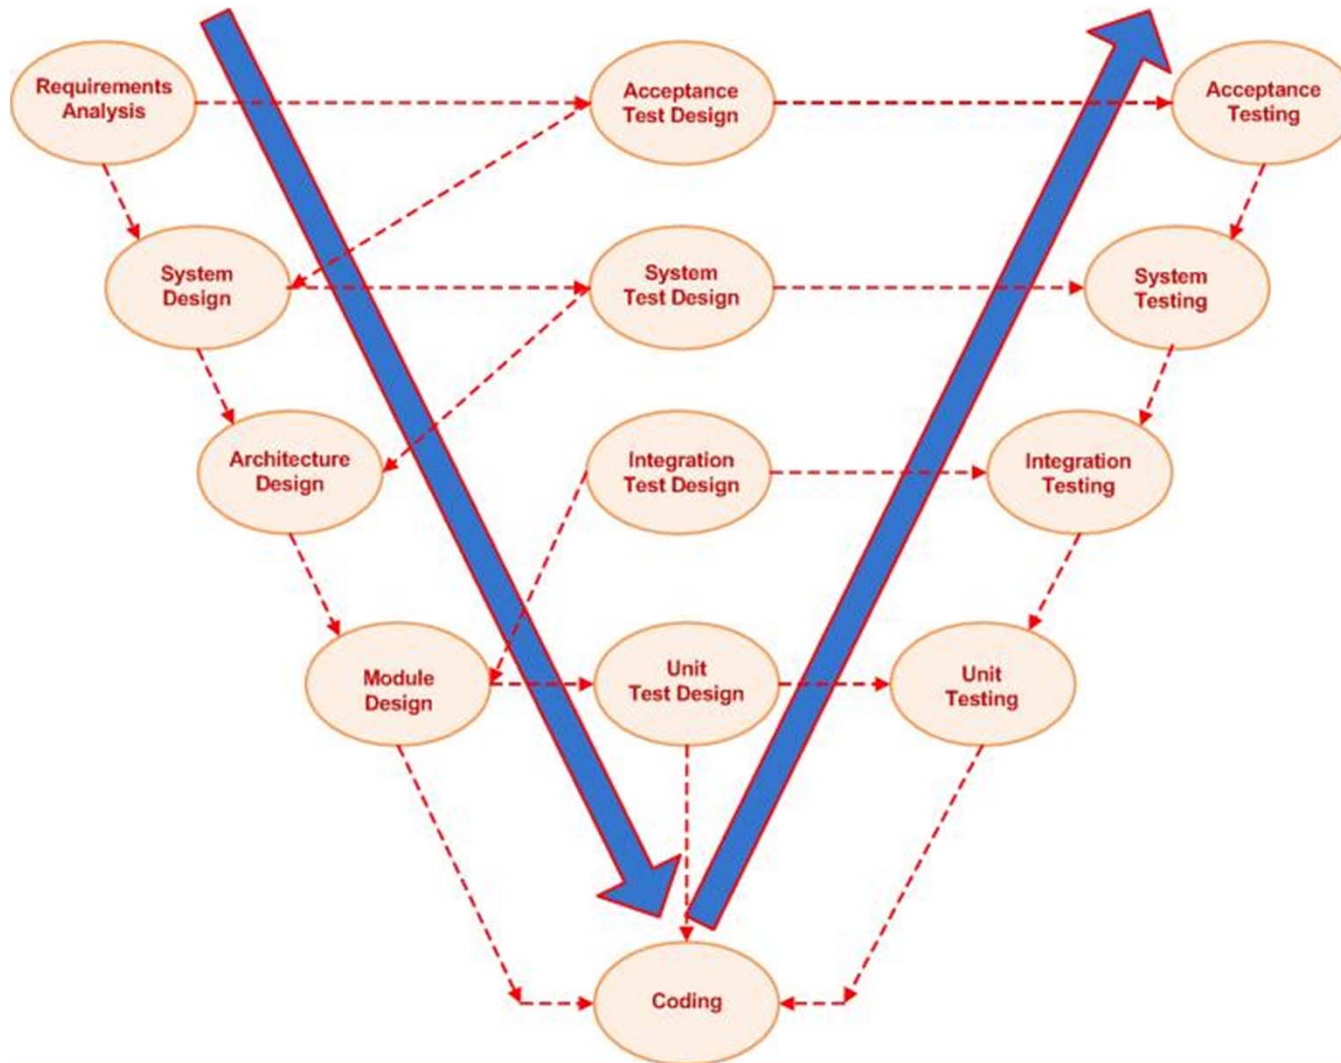 Requirements
Analysis
Acceptance
Test Design
Acceptance
Testing
System
Design
System
Test Design
System
Testing
Architecture
Design
Integration
Test Design
Integration
Testing
Module
Design
Unit
Test Design
Unit
Testing
Coding